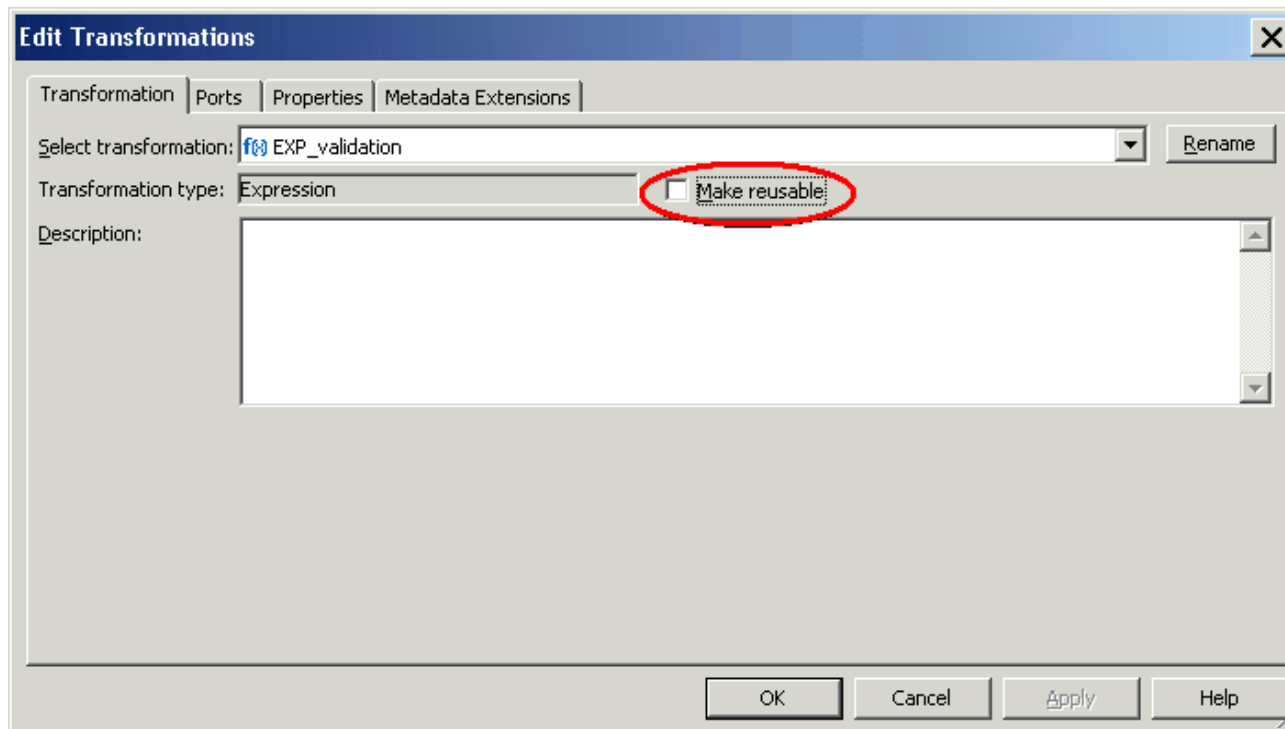 Edit Transformations
Transformation Ports Properties Metadata Extensions
Select transformation: f(x) EXP_validation Rename
Transformation type: Expression Make reusable
Description:
OK Cancel Apply Help